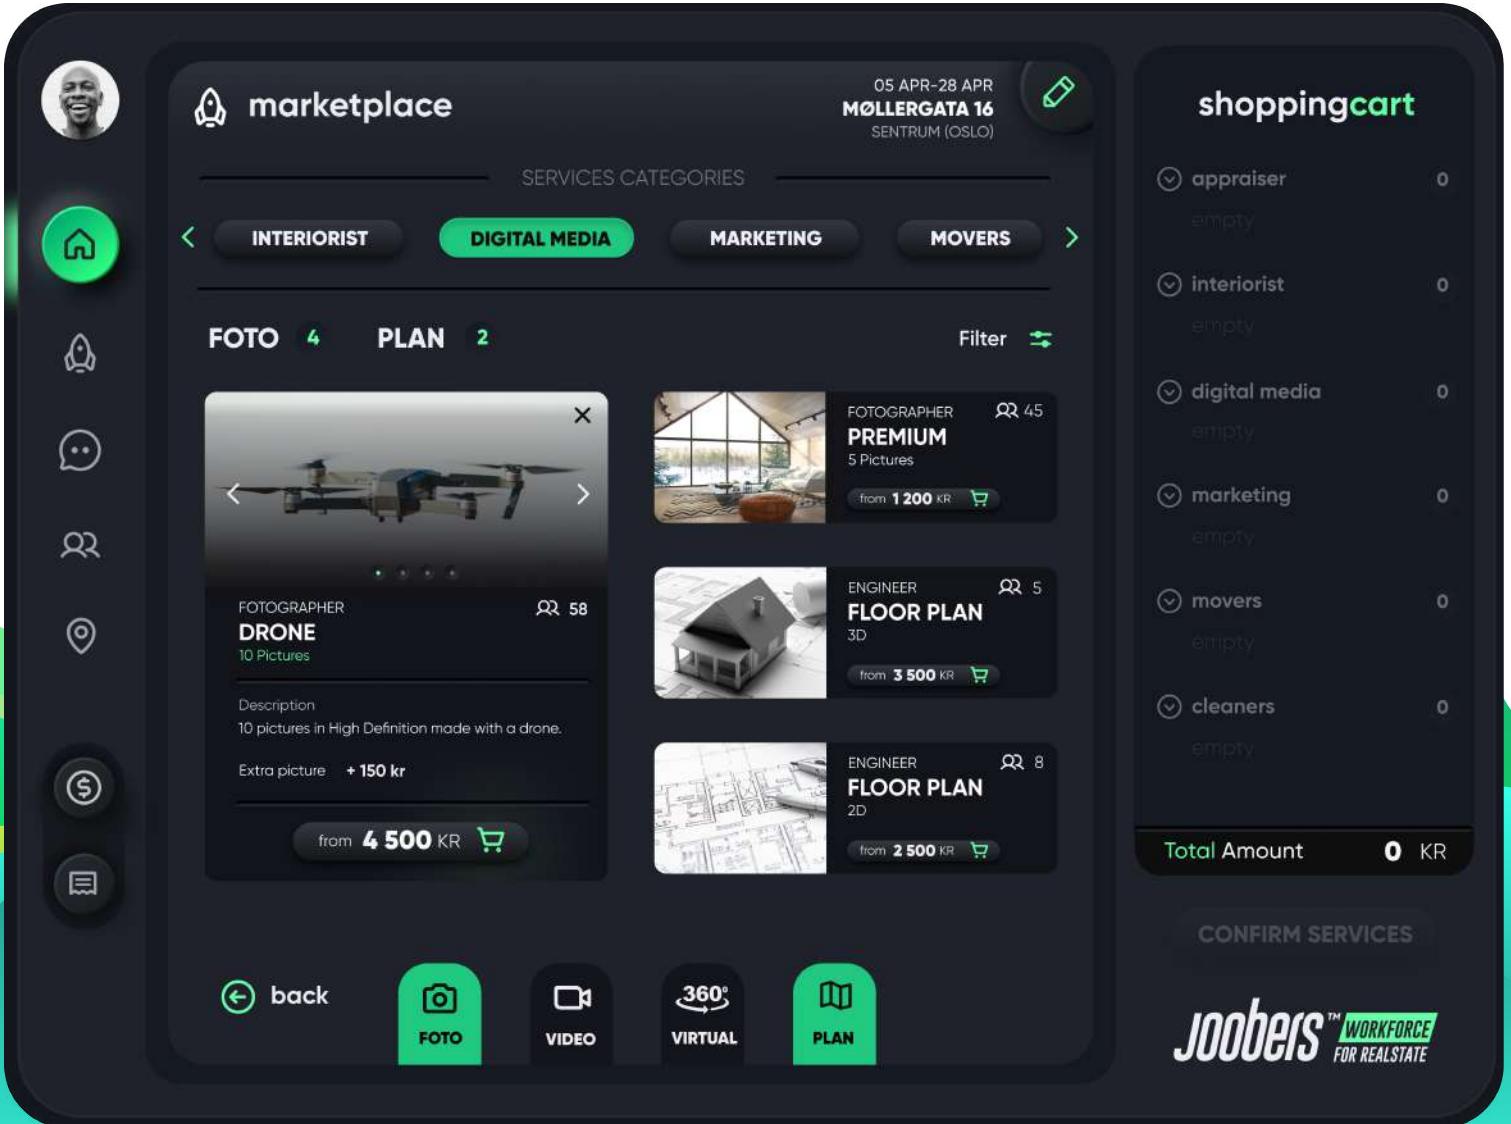 marketplace
05 APR-28 APR
MØLLERGATA 16
SENTRUM (OSLO)
SERVICES CATEGORIES
INTERIORIST
DIGITAL MEDIA
MARKETING
MOVERS
FOTO 4
PLAN 2
Filter
FOTOGRAPHER 58
DRONE
10 Pictures
Description
10 pictures in High Definition made with a drone.
Extra picture + 150 kr
from 4 500 KR
FOTOGRAPHER 45
PREMIUM
5 Pictures
from 1 200 KR
ENGINEER 5
FLOOR PLAN
3D
from 3 500 KR
ENGINEER 8
FLOOR PLAN
2D
from 2 500 KR
back
FOTO
VIDEO
360°
VIRTUAL
PLAN
shoppingcart
appraiser 0
empty
interiorist 0
empty
digital media 0
empty
marketing 0
empty
movers 0
empty
cleaners 0
empty
Total Amount 0 KR
CONFIRM SERVICES
Joobers™ WORKFORCE
FOR REALSTATE